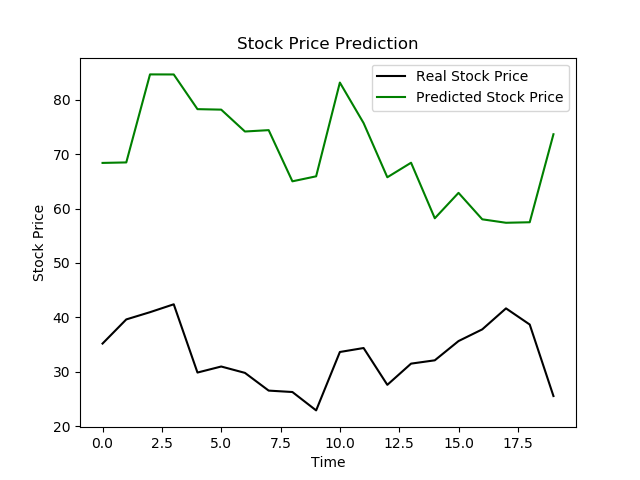 Stock Price Prediction
Real Stock Price
Predicted Stock Price
Stock Price
80
70
60
50
40
30
20
0.0 2.5 5.0 7.5 10.0 12.5 15.0 17.5
Time